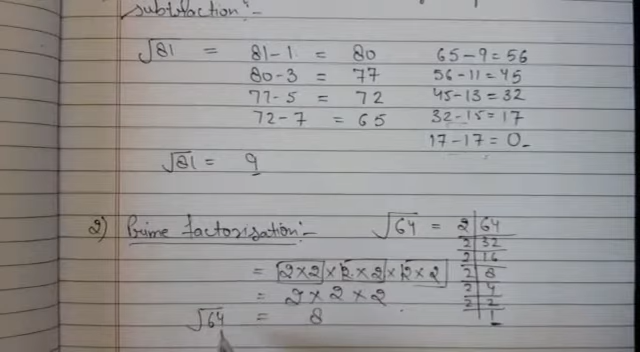 subtraction:-
√81 = 81-1 = 80 65-9=56
80-3 = 77 56-11=45
77-5 = 72 45-13=32
72-7 = 65 32-15=17
17-17=0
√81 = 9
2) Prime factorisation:- √64 = 2 | 64
2 | 32
2 | 16
= 2×2×2×2×2×2 2 | 8
2 | 4
= 2×2×2 2 | 2
1
√64 = 8